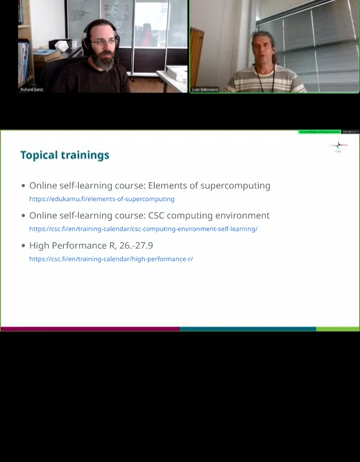 Richard Darst
Topical trainings
• Online self-learning course: Elements of supercomputing
https://edukamu.fi/elements-of-supercomputing
• Online self-learning course: CSC computing environment
https://csc.fi/en/training-calendar/csc-computing-environment-self-learning/
• High Performance R, 26.-27.9
https://csc.fi/en/training-calendar/high-performance-r/